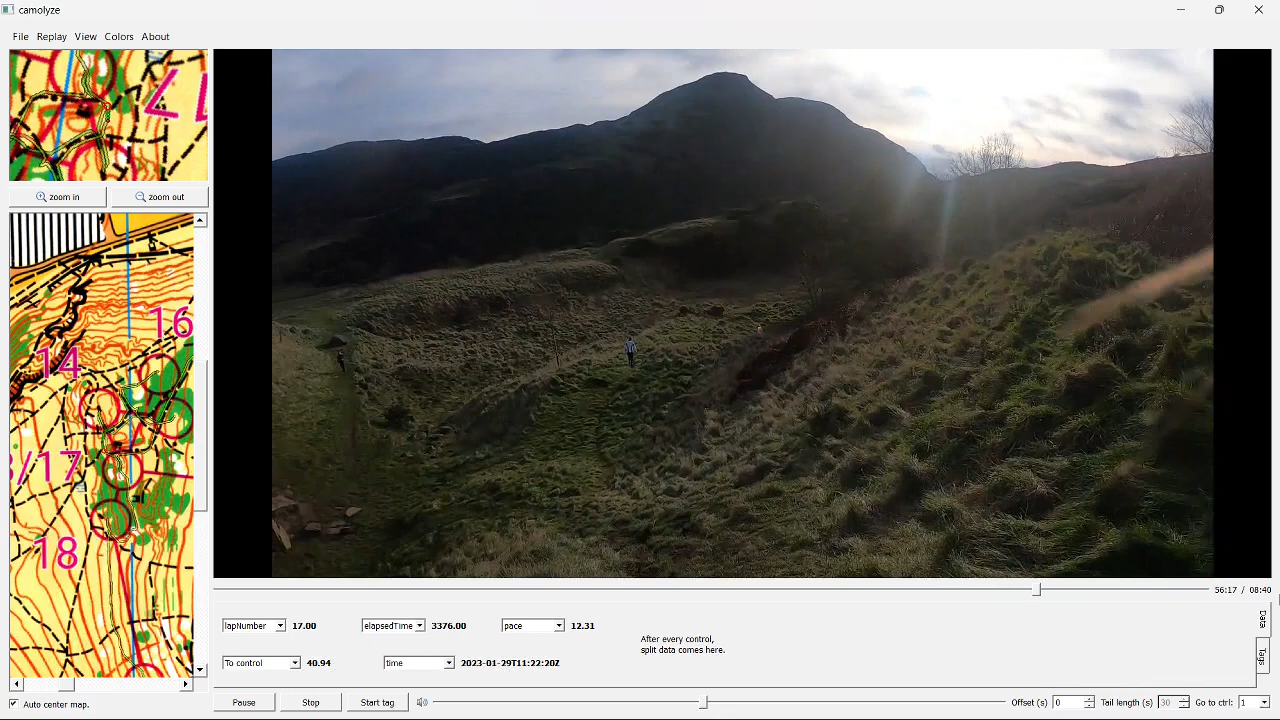 camolyze
File Replay View Colors About
17
zoom in zoom out
16
14
/17
18
56:17 / 08:40
lapNumber 17.00 elapsedTime 3376.00 pace 12.31
After every control,
split data comes here.
To control 40.94 time 2023-01-29T11:22:20Z
Data
Tags
Auto center map.
Pause Stop Start tag Offset (s) 0 Tail length (s) 30 Go to ctrl: 1